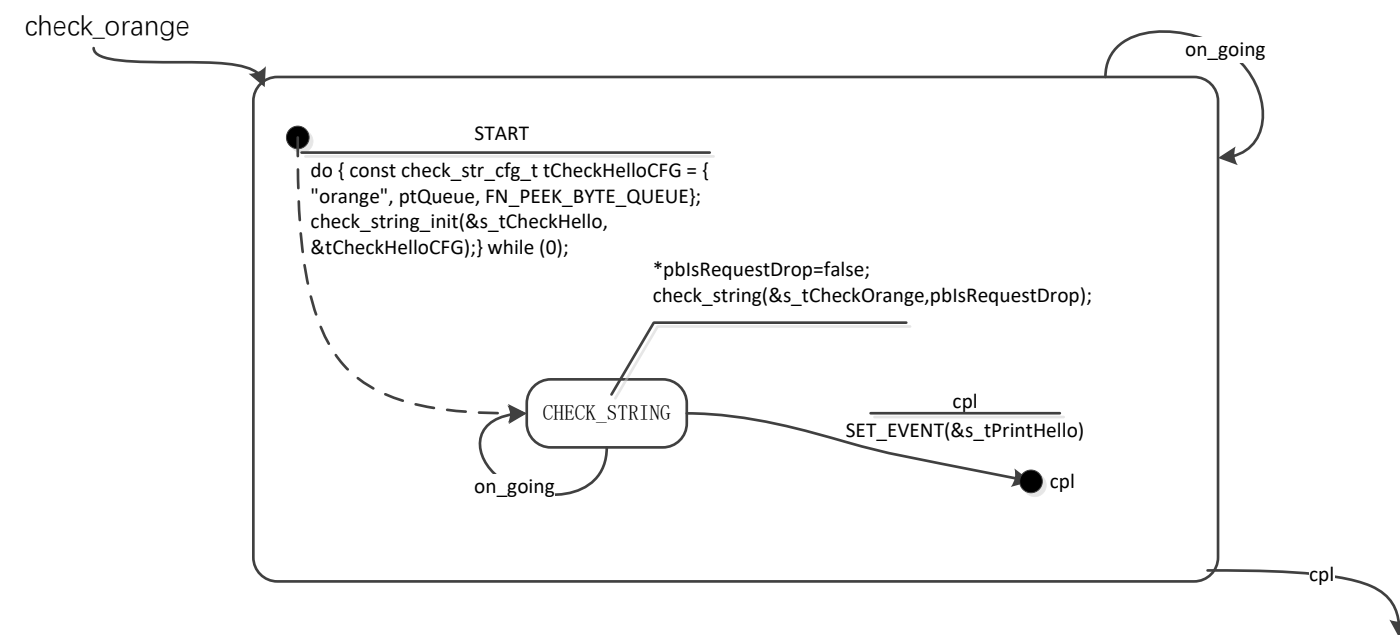 check_orange
on_going
START
do { const check_str_cfg_t tCheckHelloCFG = {
"orange", ptQueue, FN_PEEK_BYTE_QUEUE};
check_string_init(&s_tCheckHello,
&tCheckHelloCFG);} while (0);
*pbIsRequestDrop=false;
check_string(&s_tCheckOrange,pbIsRequestDrop);
CHECK_STRING
cpl
SET_EVENT(&s_tPrintHello)
cpl
on_going
cpl